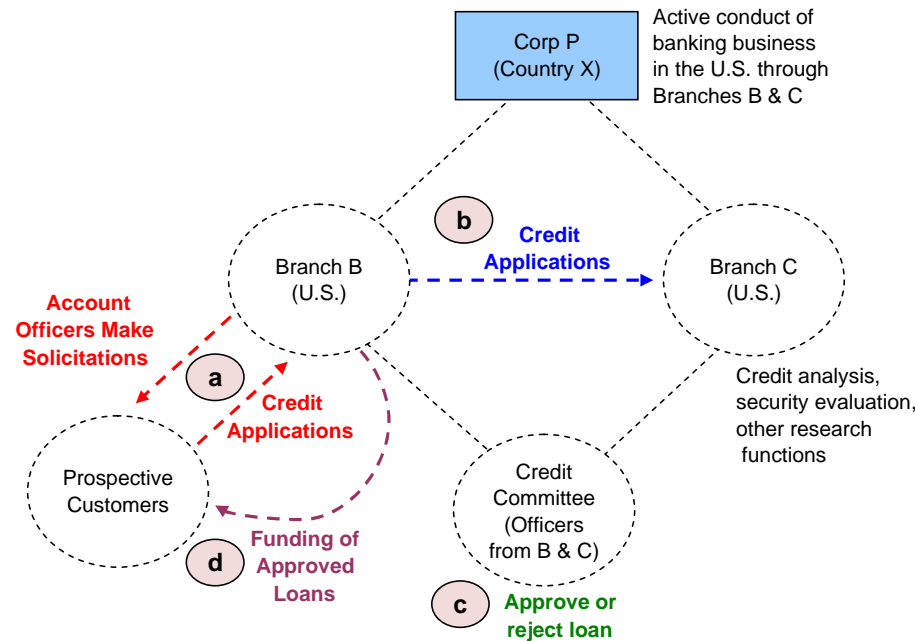 Corp P
(Country X)
Active conduct of
banking business
in the U.S. through
Branches B & C
b
Credit
Applications
Branch B
(U.S.)
Branch C
(U.S.)
Account
Officers Make
Solicitations
a
Credit
Applications
Credit analysis,
security evaluation,
other research
functions
Prospective
Customers
Credit
Committee
(Officers
from B & C)
d
Funding of
Approved
Loans
c
Approve or
reject loan